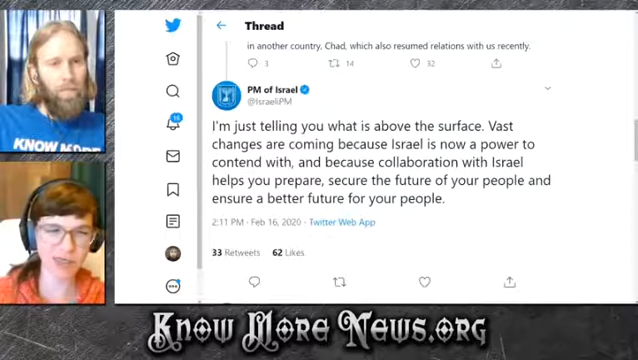 Thread
in another country, Chad, which also resumed relations with us recently.
3 14 32
PM of Israel
@IsraeliPM
I'm just telling you what is above the surface. Vast
changes are coming because Israel is now a power to
contend with, and because collaboration with Israel
helps you prepare, secure the future of your people and
ensure a better future for your people.
2:11 PM · Feb 16, 2020 · Twitter Web App
33 Retweets 62 Likes
KNOW MORE
Know More News.org